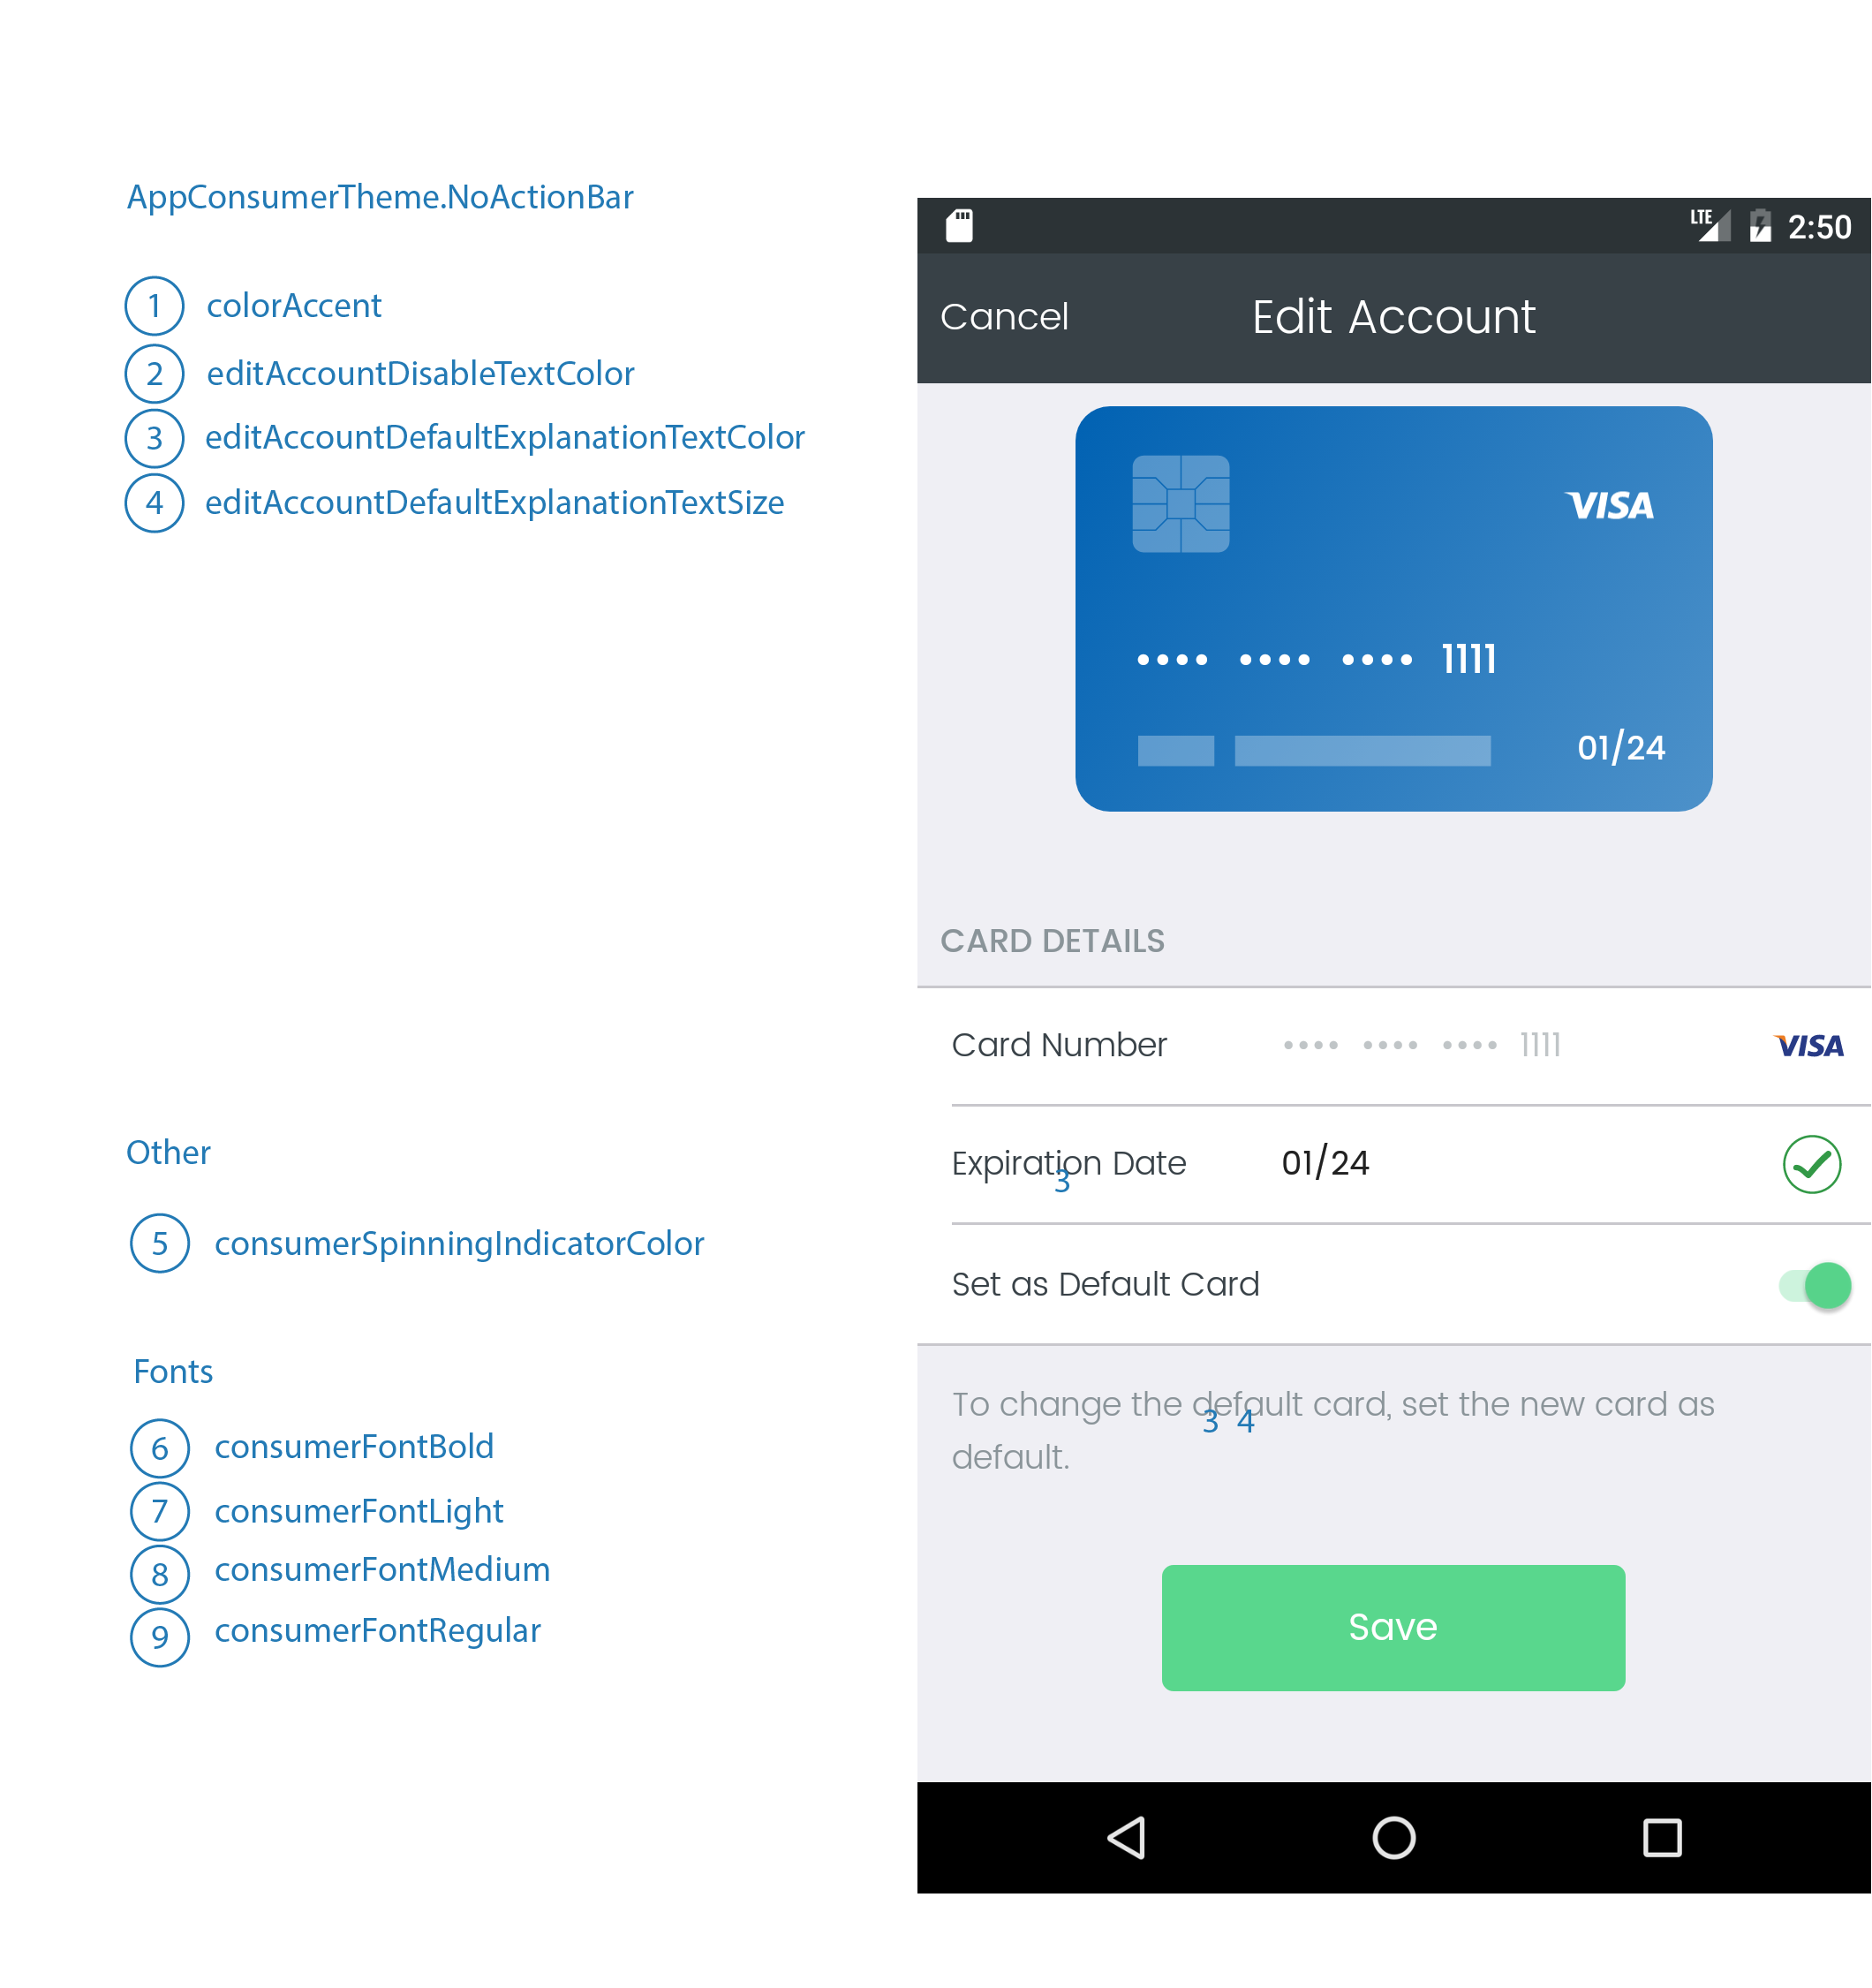 AppConsumerTheme.NoActionBar
1 colorAccent
2 editAccountDisableTextColor
3 editAccountDefaultExplanationTextColor
4 editAccountDefaultExplanationTextSize
Other
5 consumerSpinningIndicatorColor
Fonts
6 consumerFontBold
7 consumerFontLight
8 consumerFontMedium
9 consumerFontRegular
LTE 2:50
Cancel Edit Account
VISA
•••• •••• •••• 1111
01/24
CARD DETAILS
Card Number •••• •••• •••• 1111 VISA
Expiration Date 01/24
3
Set as Default Card
To change the default card, set the new card as
3 4
default.
Save